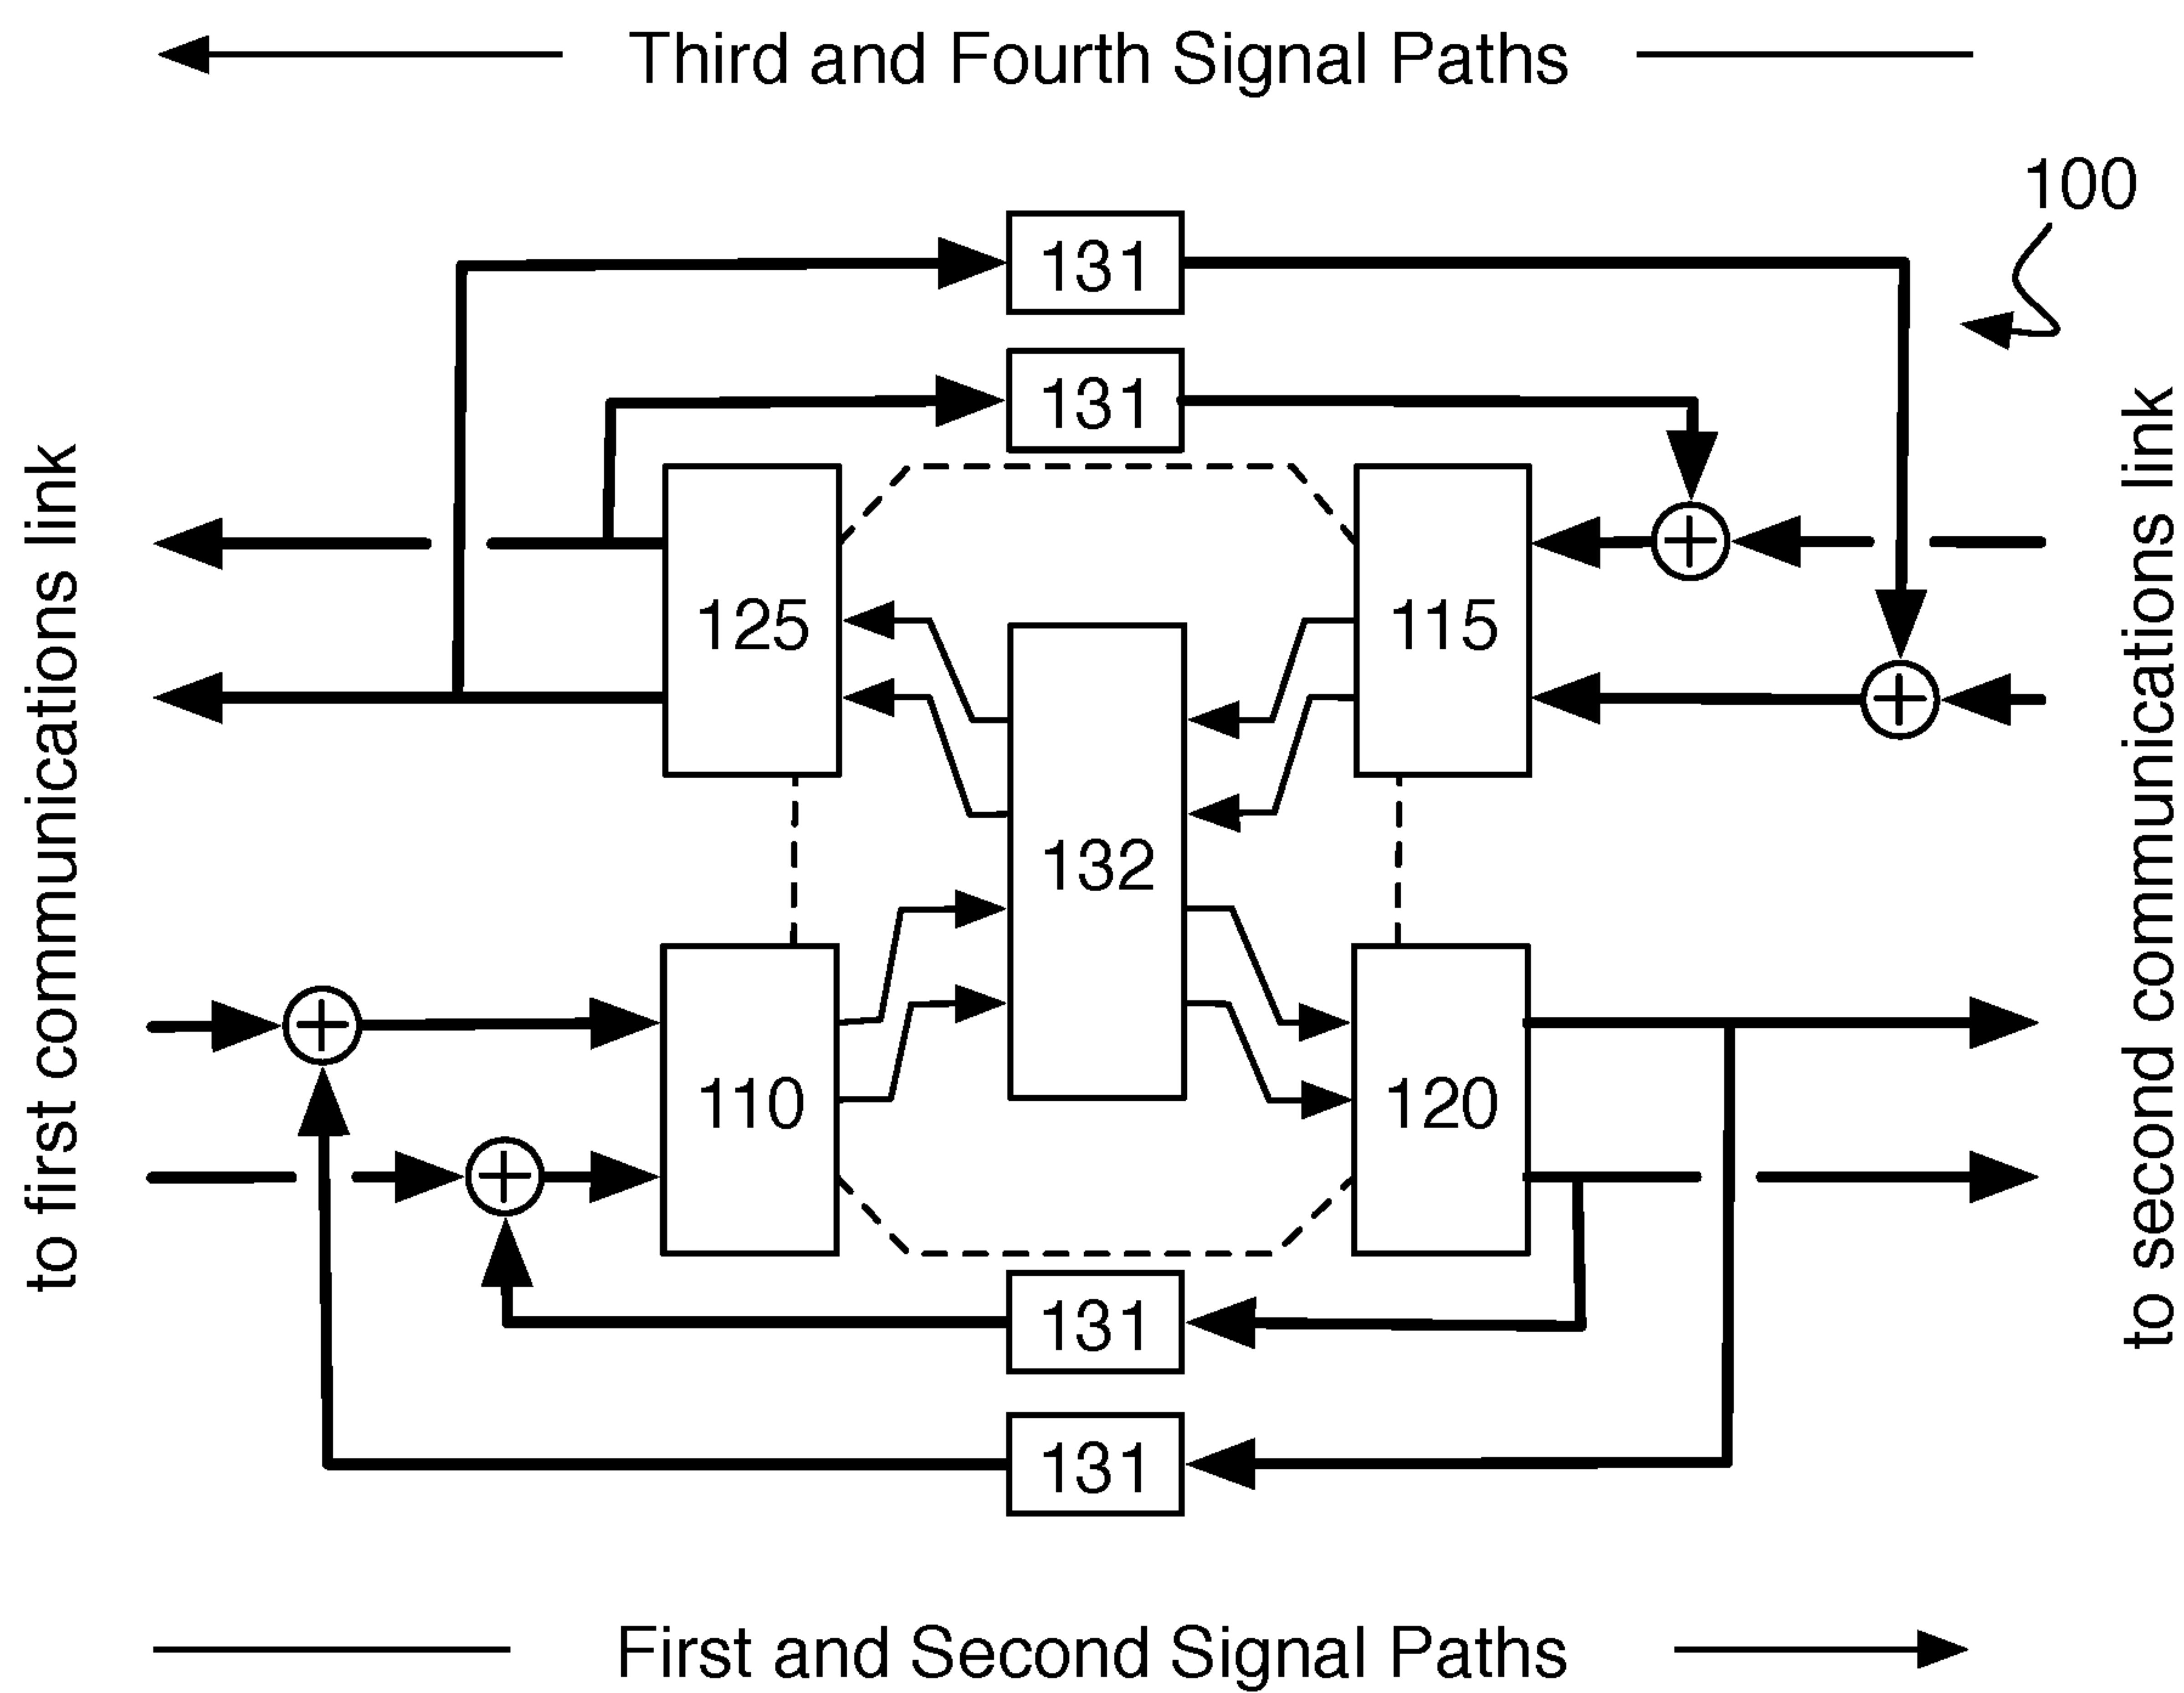 Third and Fourth Signal Paths
100
131
131
125
115
132
110
120
131
131
to first communications link
to second communications link
First and Second Signal Paths